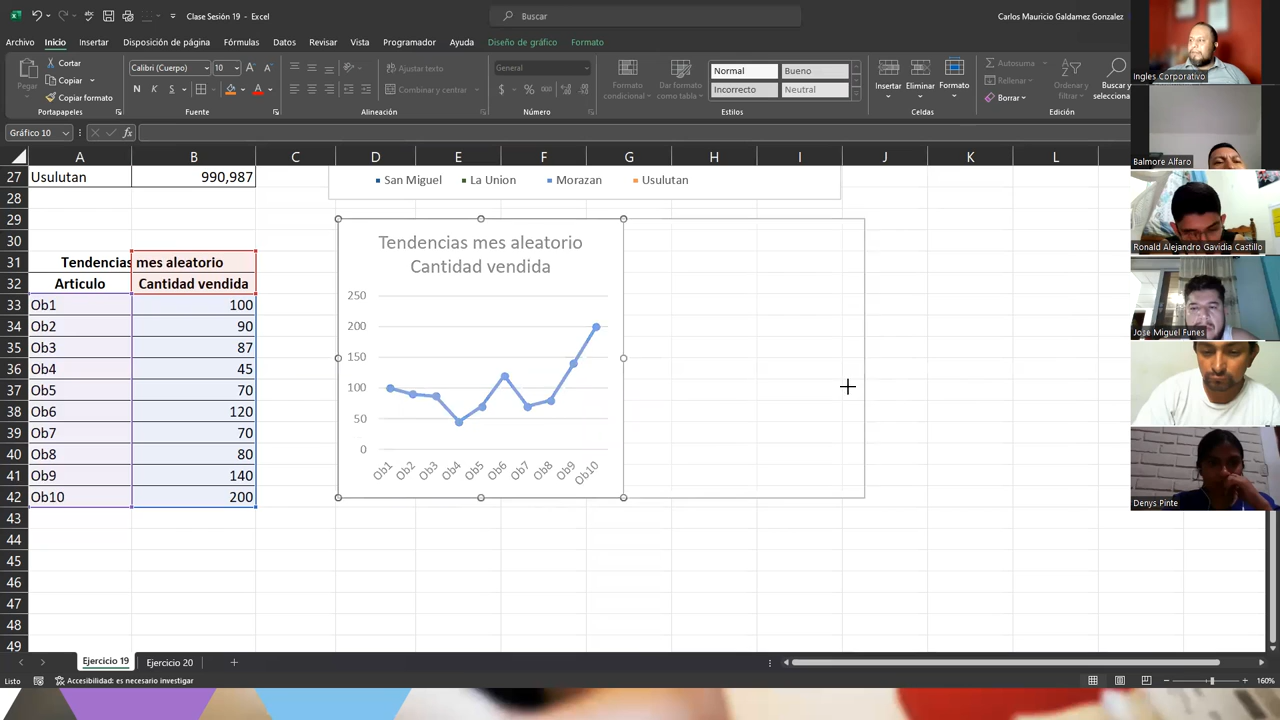 Clase Sesión 19 - Excel
Buscar
Carlos Mauricio Galdamez Gonzalez
Archivo Inicio Insertar Disposición de página Fórmulas Datos Revisar Vista Programador Ayuda Diseño de gráfico Formato
Pegar
Cortar
Copiar
Copiar formato
Portapapeles
Calibri (Cuerpo) 10
N K S
Fuente
Ajustar texto
Combinar y centrar
Alineación
General
$ % 000
Número
Formato condicional
Dar formato como tabla
Normal Bueno
Incorrecto Neutral
Estilos
Insertar Eliminar Formato
Celdas
Autosuma
Rellenar
Borrar
Ordenar y filtrar
Buscar y selecciona
Edición
Gráfico 10
fx
A B C D E F G H I J K L
27 Usulutan 990,987
28
29
30
31 Tendencias mes aleatorio
32 Articulo Cantidad vendida
33 Ob1 100
34 Ob2 90
35 Ob3 87
36 Ob4 45
37 Ob5 70
38 Ob6 120
39 Ob7 70
40 Ob8 80
41 Ob9 140
42 Ob10 200
43
44
45
46
47
48
49
San Miguel La Union Morazan Usulutan
Tendencias mes aleatorio
Cantidad vendida
250
200
150
100
50
0
Ob1 Ob2 Ob3 Ob4 Ob5 Ob6 Ob7 Ob8 Ob9 Ob10
Ingles Corporativo
Balmore Alfaro
Ronald Alejandro Gavidia Castillo
Jose Miguel Funes
Denys Pinte
Ejercicio 19 Ejercicio 20
Listo
Accesibilidad: es necesario investigar
160%